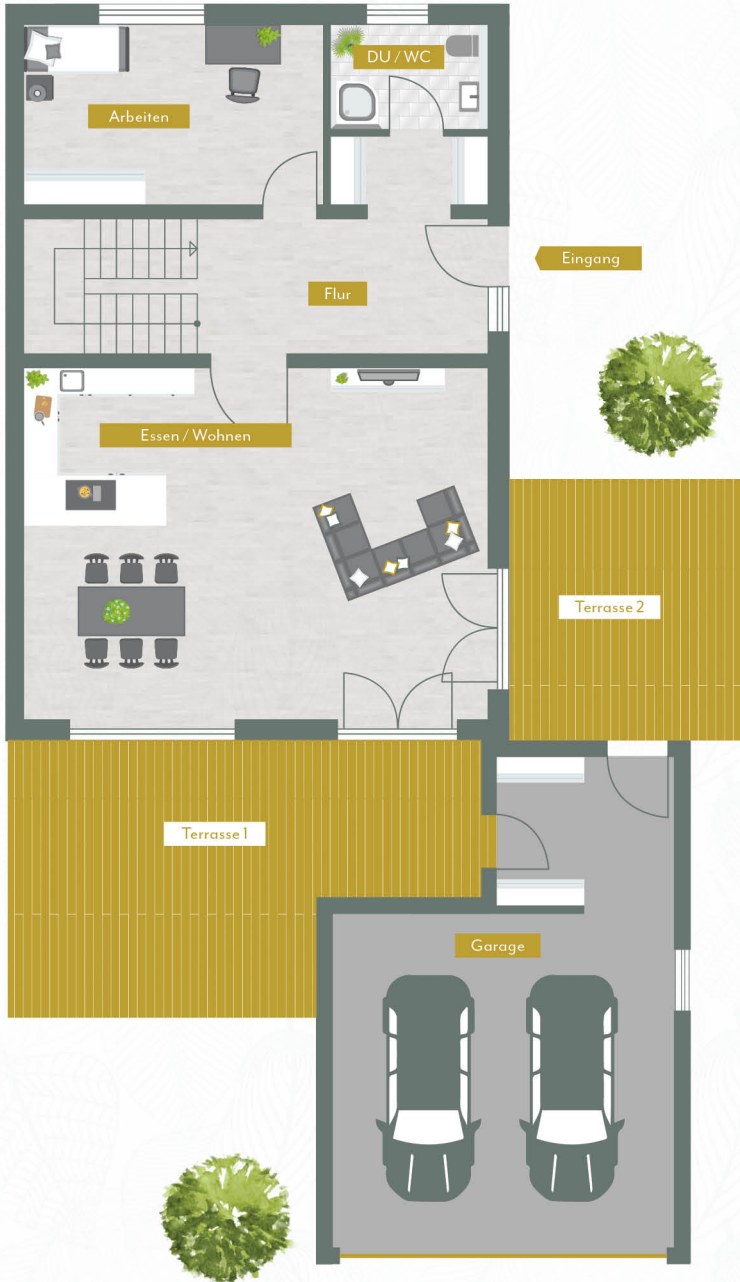 DU / WC
Arbeiten
Eingang
Flur
Essen / Wohnen
Terrasse 2
Terrasse 1
Garage